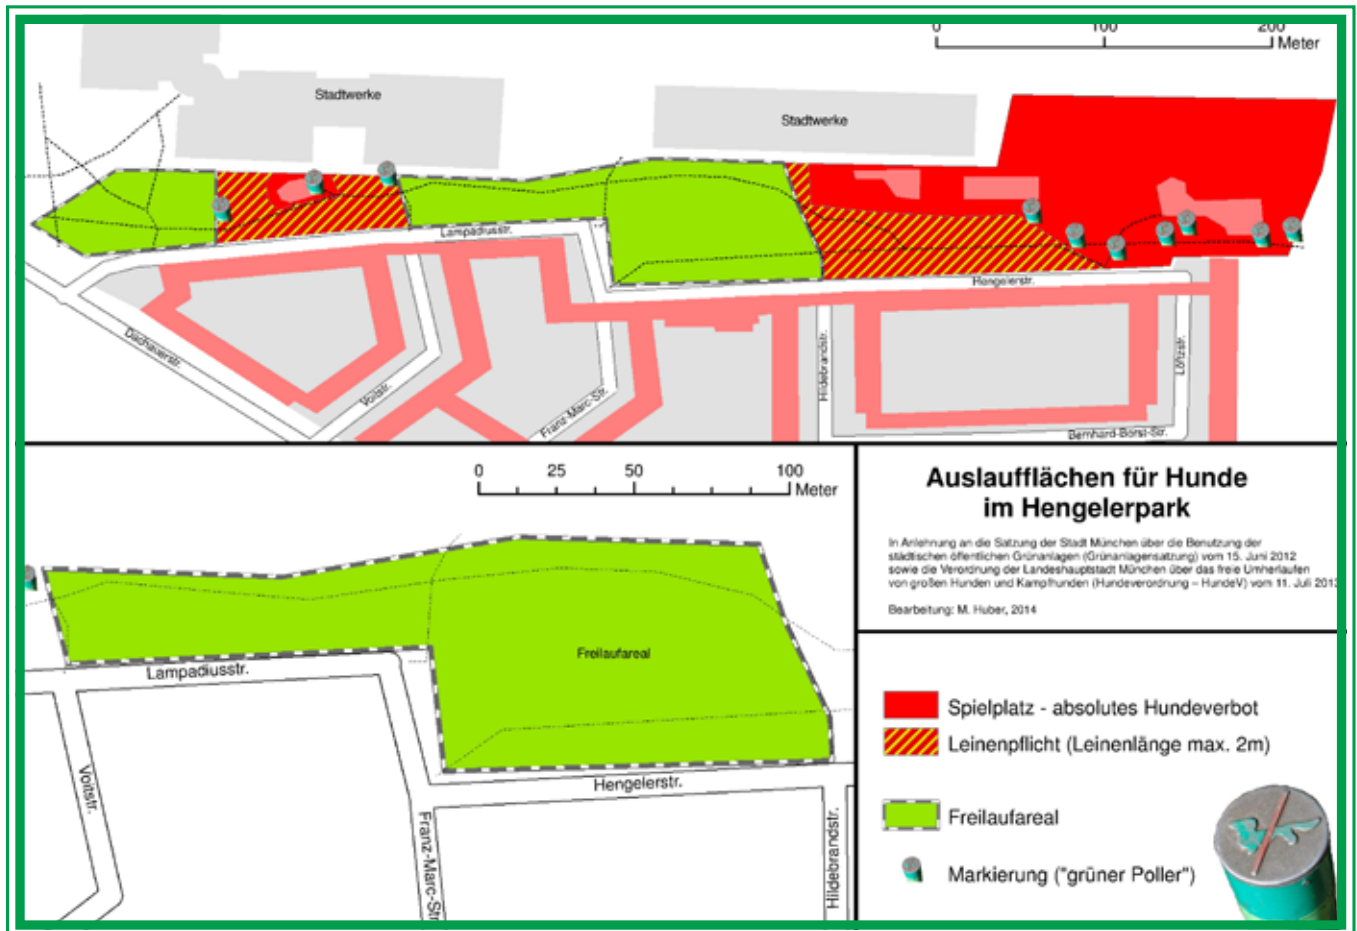 0 100 200
Meter
Stadtwerke
Stadtwerke
Lampadiusstr.
Hengelerstr.
Dachauerstr.
Voitstr.
Franz-Marc-Str.
Hildebrandstr.
Löfftzstr.
Bernhard-Borst-Str.
0 25 50 100
Meter
Freilaufareal
Lampadiusstr.
Hengelerstr.
Voitstr.
Franz-Marc-Str
Hildebrandstr.
Auslaufflächen für Hunde
im Hengelerpark
In Anlehnung an die Satzung der Stadt München über die Benutzung der
städtischen öffentlichen Grünanlagen (Grünanlagensatzung) vom 15. Juni 2012
sowie die Verordnung der Landeshauptstadt München über das freie Umherlaufen
von großen Hunden und Kampfhunden (Hundeverordnung – HundeV) vom 11. Juli 2013
Bearbeitung: M. Huber, 2014
Spielplatz - absolutes Hundeverbot
Leinenpflicht (Leinenlänge max. 2m)
Freilaufareal
Markierung ("grüner Poller")